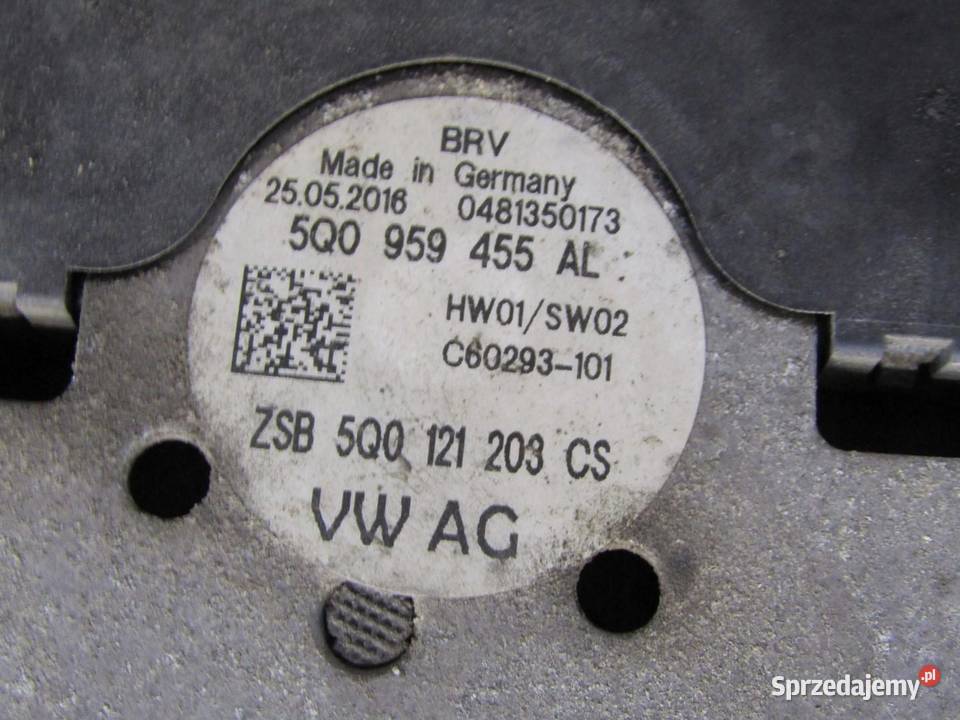 BRV
Made in Germany
25.05.2016 0481350173
5Q0 959 455 AL
HW01/SW02
C60293-101
ZSB 5Q0 121 203 CS
VW AG
Sprzedajemy.pl